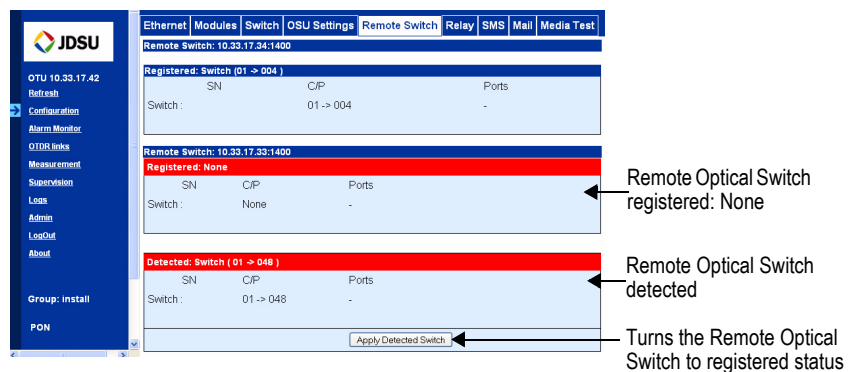 JDSU
OTU 10.33.17.42
Refresh
Configuration
Alarm Monitor
OTDR links
Measurement
Supervision
Logs
Admin
LogOut
About
Group: install
PON
Ethernet Modules Switch OSU Settings Remote Switch Relay SMS Mail Media Test
Remote Switch: 10.33.17.34:1400
Registered: Switch (01 -> 004 )
SN C/P Ports
Switch : 01 -> 004 -
Remote Switch: 10.33.17.33:1400
Registered: None
SN C/P Ports
Switch : None -
Detected: Switch ( 01 -> 048 )
SN C/P Ports
Switch : 01 -> 048 -
Apply Detected Switch
Remote Optical Switch
registered: None
Remote Optical Switch
detected
Turns the Remote Optical
Switch to registered status